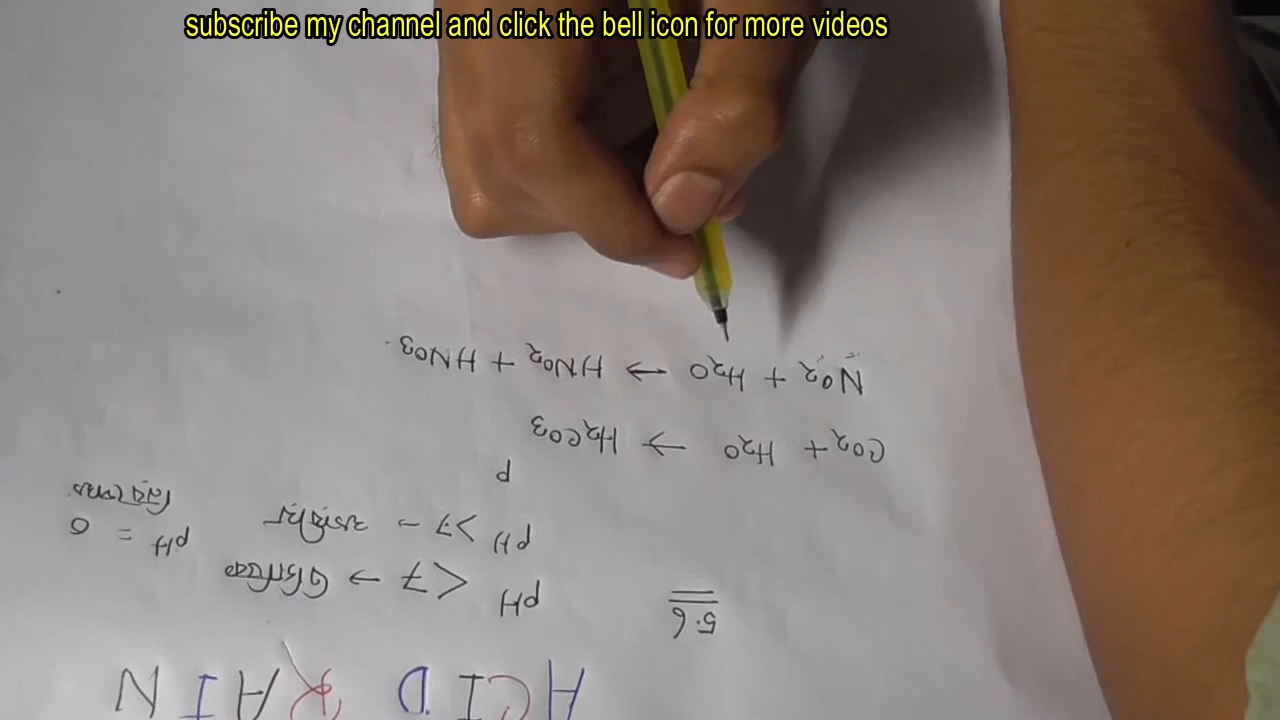 subscribe my channel and click the bell icon for more videos
ACID RAIN
5.6
pH < 7 →
pH > 7 -
pH = 0
P
CO2 + H2O → H2CO3
NO2 + H2O → HNO2 + HNO3